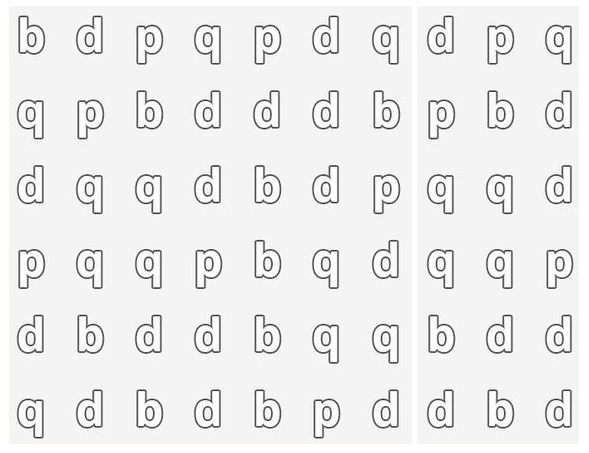 b d p q p d q d p q
q p b d d d b p b d
d q q d b d p q q d
p q q p b q d q q p
d b d d b q q b d d
q d b d b p d d b d